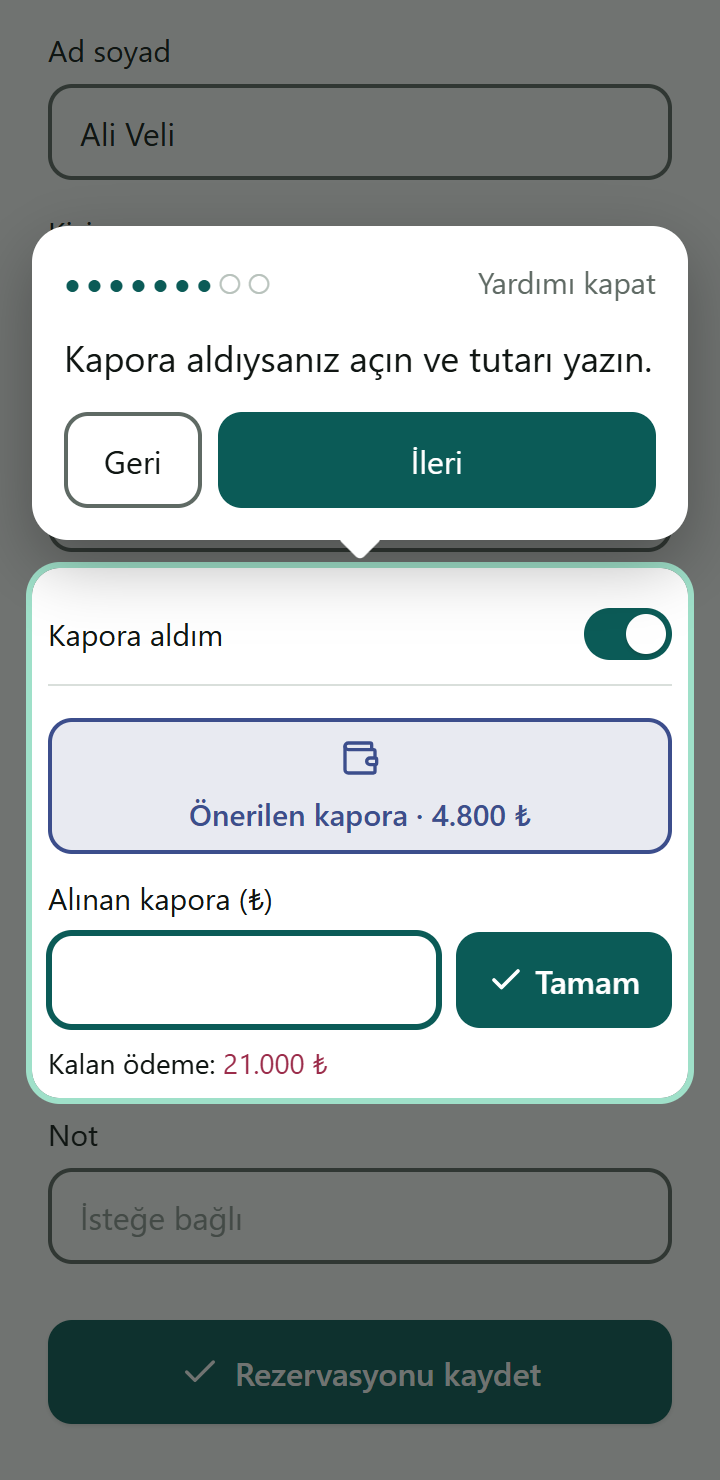 Ad soyad
Ali Veli
Yardımı kapat
Kapora aldıysanız açın ve tutarı yazın.
Geri
İleri
Kapora aldım
Önerilen kapora · 4.800 ₺
Alınan kapora (₺)
Tamam
Kalan ödeme: 21.000 ₺
Not
İsteğe bağlı
Rezervasyonu kaydet